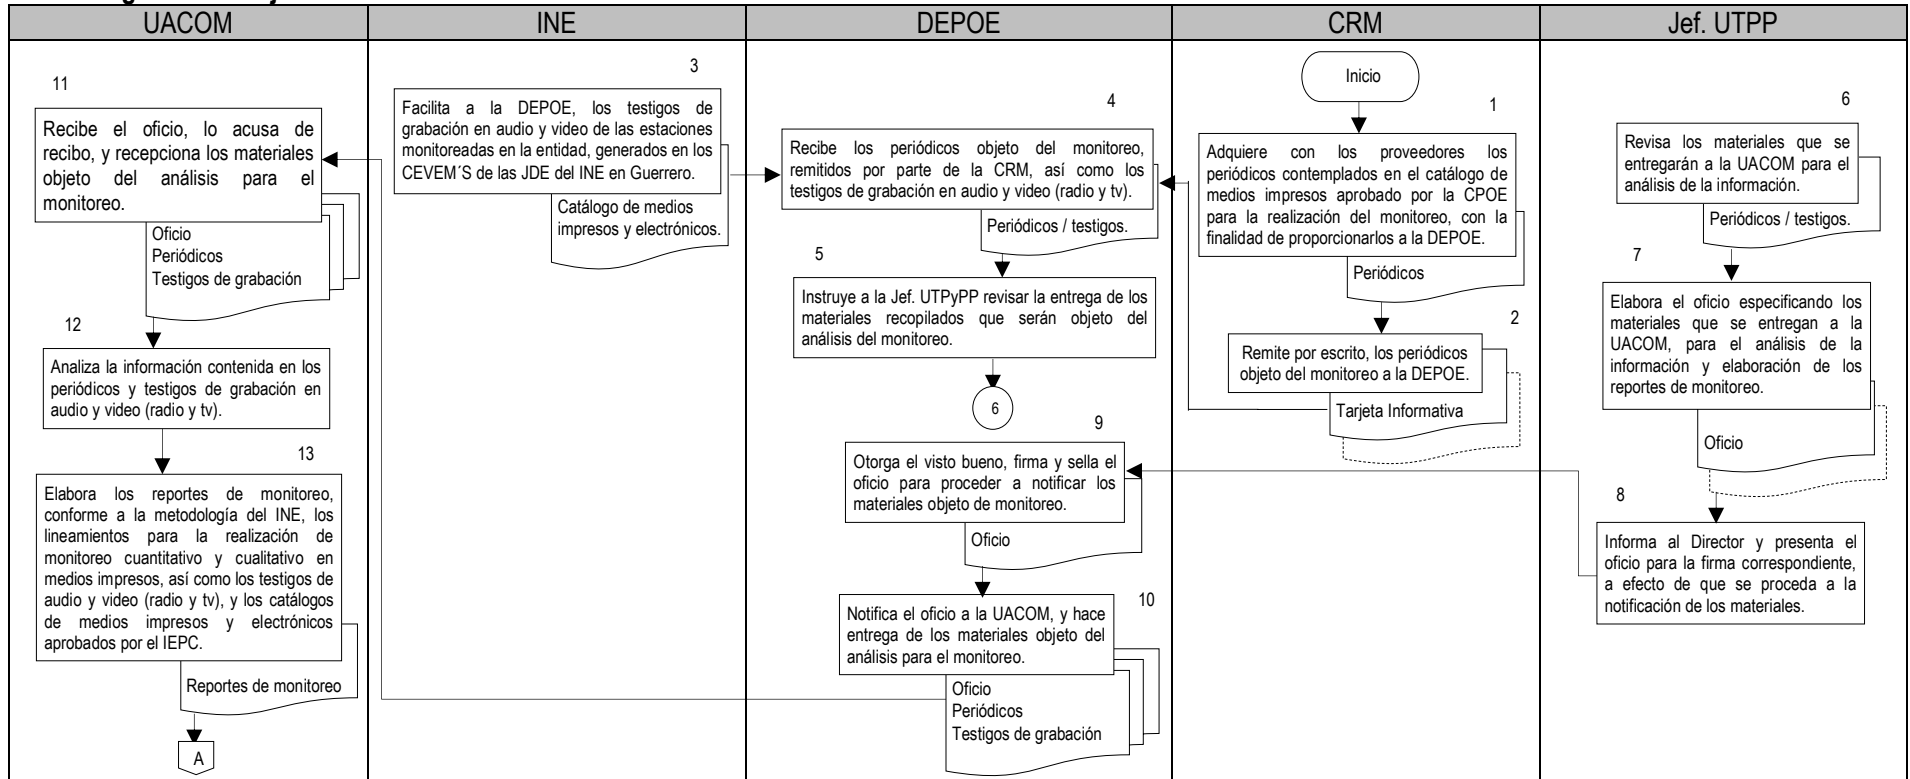 UACOM
INE
DEPOE
CRM
Jef. UTPP
11
Recibe el oficio, lo acusa de
recibo, y recepciona los materiales
objeto del análisis para el
monitoreo.
Oficio
Periódicos
Testigos de grabación
12
Analiza la información contenida en los
periódicos y testigos de grabación en
audio y video (radio y tv).
13
Elabora los reportes de monitoreo,
conforme a la metodología del INE, los
lineamientos para la realización de
monitoreo cuantitativo y cualitativo en
medios impresos, así como los testigos de
audio y video (radio y tv), y los catálogos
de medios impresos y electrónicos
aprobados por el IEPC.
Reportes de monitoreo
A
3
Facilita a la DEPOE, los testigos de
grabación en audio y video de las estaciones
monitoreadas en la entidad, generados en los
CEVEM´S de las JDE del INE en Guerrero.
Catálogo de medios
impresos y electrónicos.
4
Recibe los periódicos objeto del monitoreo,
remitidos por parte de la CRM, así como los
testigos de grabación en audio y video (radio y tv).
Periódicos / testigos.
5
Instruye a la Jef. UTPyPP revisar la entrega de los
materiales recopilados que serán objeto del
análisis del monitoreo.
6
9
Otorga el visto bueno, firma y sella el
oficio para proceder a notificar los
materiales objeto de monitoreo.
Oficio
10
Notifica el oficio a la UACOM, y hace
entrega de los materiales objeto del
análisis para el monitoreo.
Oficio
Periódicos
Testigos de grabación
Inicio
1
Adquiere con los proveedores los
periódicos contemplados en el catálogo de
medios impresos aprobado por la CPOE
para la realización del monitoreo, con la
finalidad de proporcionarlos a la DEPOE.
Periódicos
2
Remite por escrito, los periódicos
objeto del monitoreo a la DEPOE.
Tarjeta Informativa
6
Revisa los materiales que se
entregarán a la UACOM para el
análisis de la información.
Periódicos / testigos.
7
Elabora el oficio especificando los
materiales que se entregan a la
UACOM, para el análisis de la
información y elaboración de los
reportes de monitoreo.
Oficio
8
Informa al Director y presenta el
oficio para la firma correspondiente,
a efecto de que se proceda a la
notificación de los materiales.